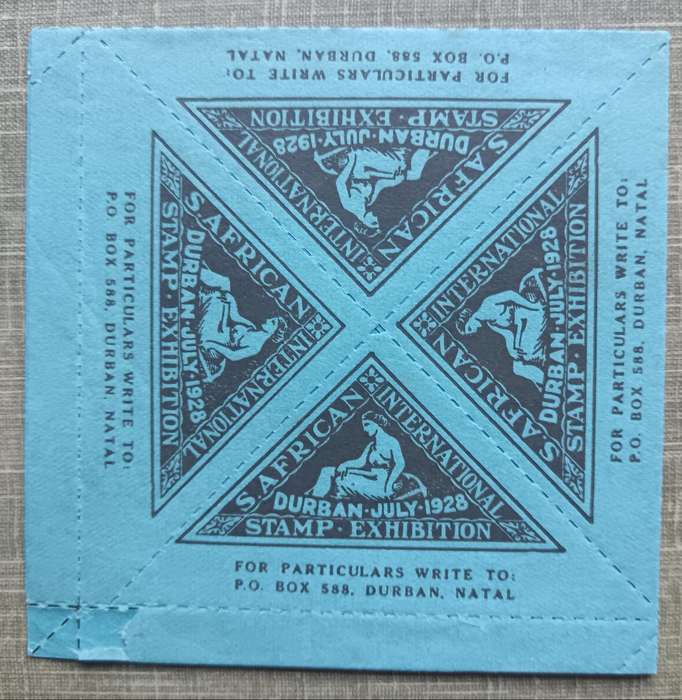 FOR PARTICULARS WRITE TO:
P.O. BOX 588, DURBAN, NATAL
S. AFRICAN INTERNATIONAL
DURBAN·JULY·1928
STAMP·EXHIBITION
FOR PARTICULARS WRITE TO:
P.O BOX 588, DURBAN NATAL
S. AFRICAN INTERNATIONAL
DURBAN·JULY·1928
STAMP·EXHIBITION
S. AFRICAN INTERNATIONAL
DURBAN·JULY·1928
STAMP·EXHIBITION
FOR PARTICULARS WRITE TO:
P.O. BOX 588, DURBAN, NATAL
S. AFRICAN INTERNATIONAL
DURBAN·JULY·1928
STAMP·EXHIBITION
FOR PARTICULARS WRITE TO:
P.O. BOX 588, DURBAN, NATAL